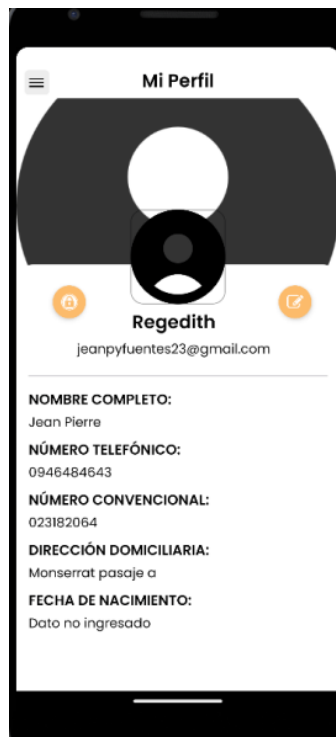 Mi Perfil
Regedith
jeanpyfuentes23@gmail.com
NOMBRE COMPLETO:
Jean Pierre
NÚMERO TELEFÓNICO:
0946484643
NÚMERO CONVENCIONAL:
023182064
DIRECCIÓN DOMICILIARIA:
Monserrat pasaje a
FECHA DE NACIMIENTO:
Dato no ingresado